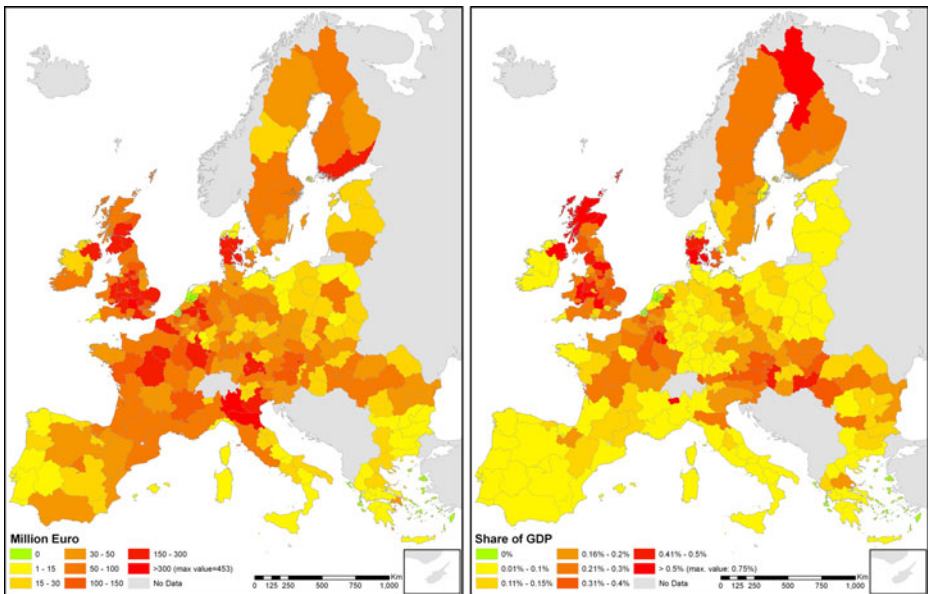 Million Euro
0
30 - 50
150 - 300
1 - 15
50 - 100
>300 (max value=453)
15 - 30
100 - 150
No Data
Km
0 125 250 500 750 1,000
Share of GDP
0%
0.16% - 0.2%
0.41% - 0.5%
0.01% - 0.1%
0.21% - 0.3%
> 0.5% (max. value: 0.75%)
0.11% - 0.15%
0.31% - 0.4%
No Data
Km
0 125 250 500 750 1,000